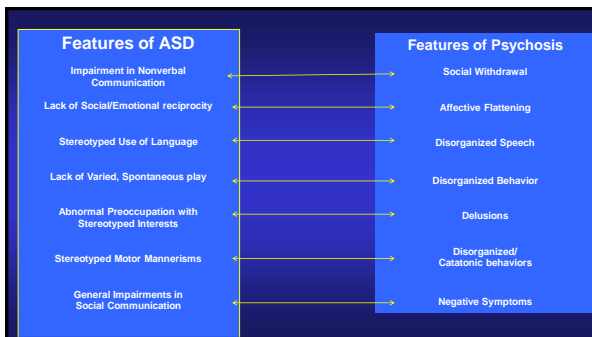 Features of ASD
Impairment in Nonverbal
Communication
Lack of Social/Emotional reciprocity
Stereotyped Use of Language
Lack of Varied, Spontaneous play
Abnormal Preoccupation with
Stereotyped Interests
Stereotyped Motor Mannerisms
General Impairments in
Social Communication
Features of Psychosis
Social Withdrawal
Affective Flattening
Disorganized Speech
Disorganized Behavior
Delusions
Disorganized/
Catatonic behaviors
Negative Symptoms